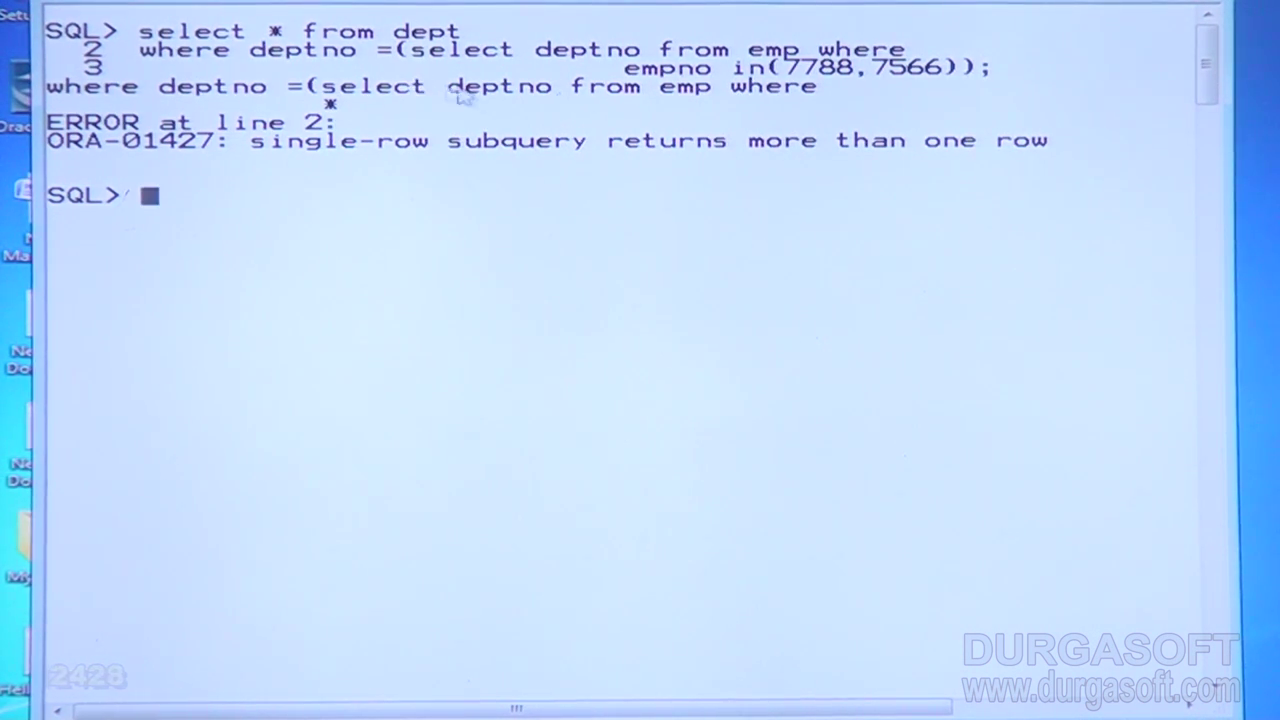 SQL> select * from dept
2 where deptno =(select deptno from emp where
3 empno in(7788,7566));
where deptno =(select deptno from emp where
*
ERROR at line 2:
ORA-01427: single-row subquery returns more than one row
SQL>
2428
DURGASOFT
www.durgasoft.com